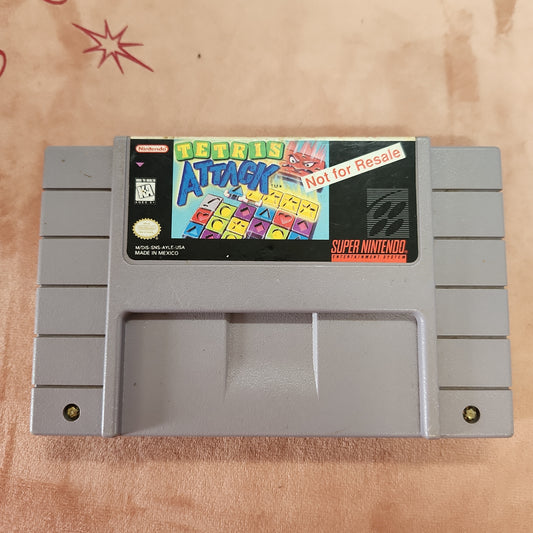 Nintendo
TETRIS
ATTACK
Not for Resale
K-A
M/DIS-SNS-AYLE-USA
MADE IN MEXICO
SUPER NINTENDO
ENTERTAINMENT SYSTEM